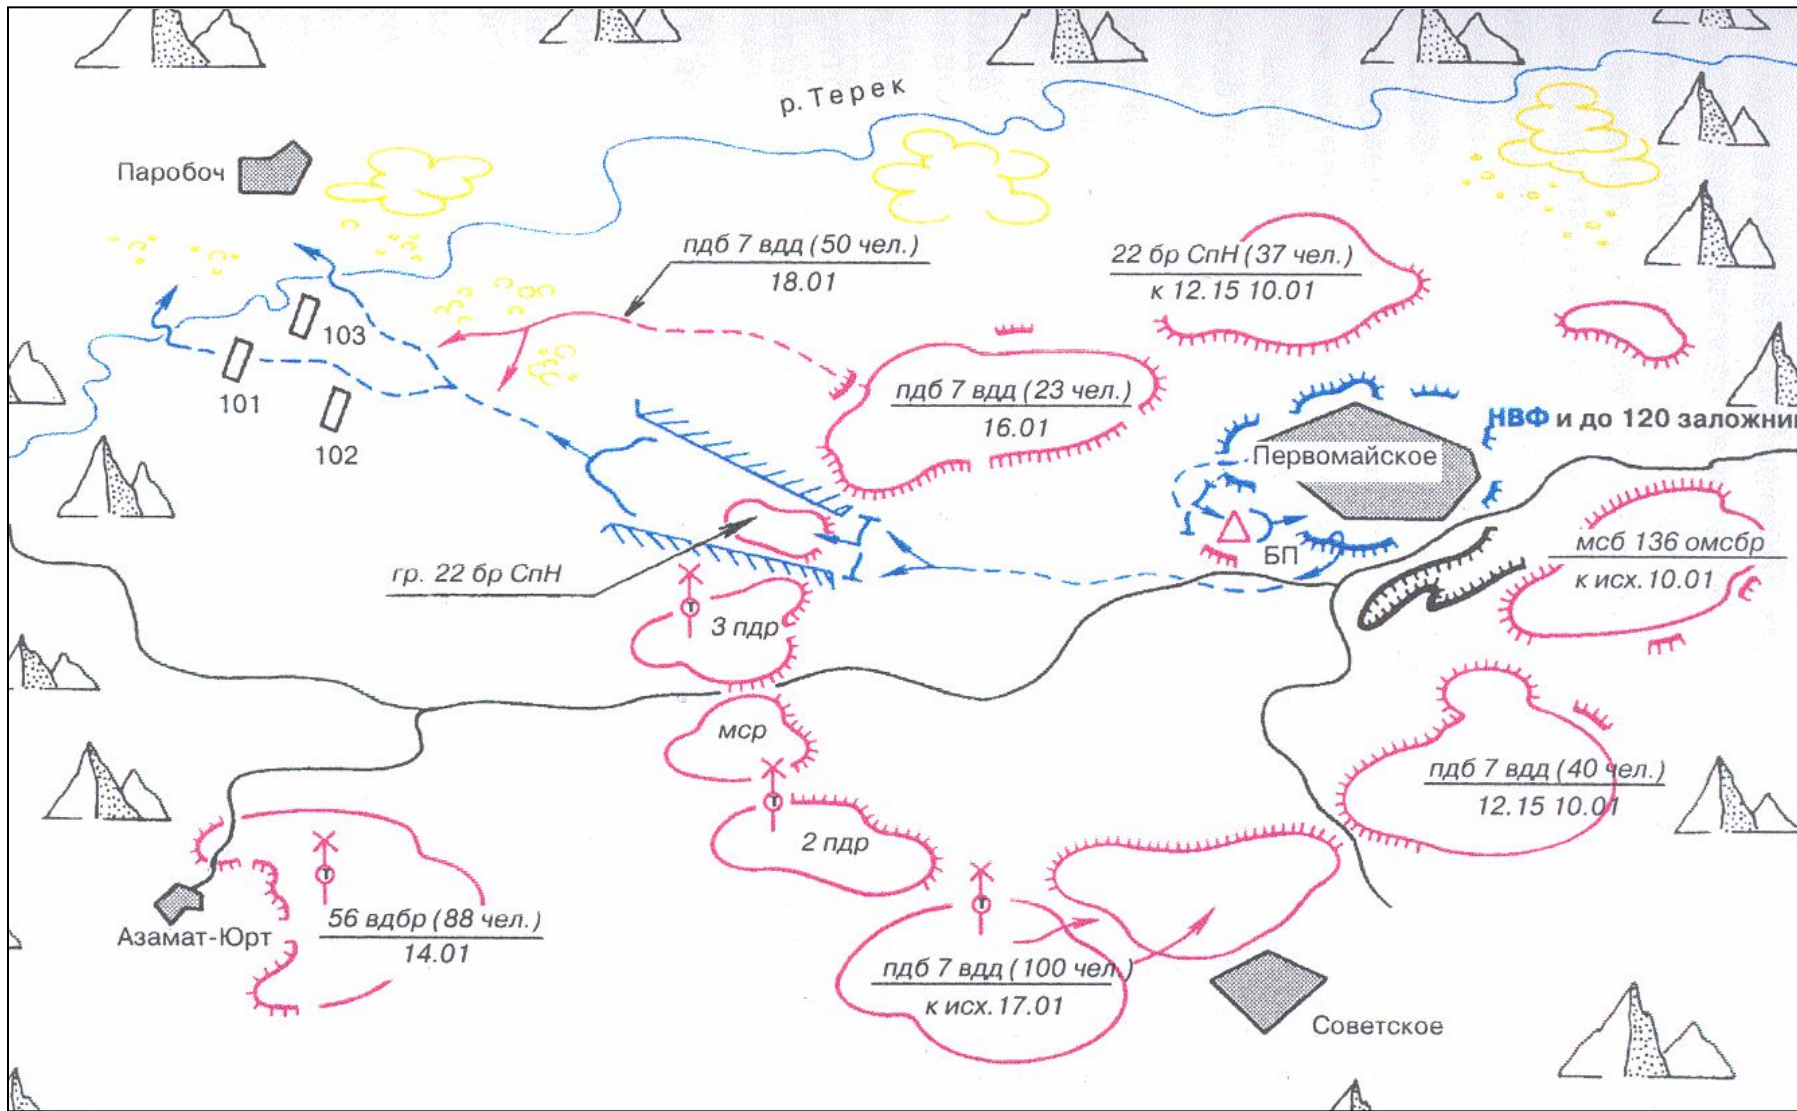 р. Терек
Паробоч
пдб 7 вдд (50 чел.)
18.01
22 бр СпН (37 чел.)
к 12.15 10.01
103
101
102
пдб 7 вдд (23 чел.)
16.01
НВФ и до 120 заложни
Первомайское
БП
мсб 136 омсбр
к исх. 10.01
гр. 22 бр СпН
Т
3 пдр
мср
Т
2 пдр
пдб 7 вдд (40 чел.)
12.15 10.01
Т
56 вдбр (88 чел.)
14.01
Азамат-Юрт
Т
пдб 7 вдд (100 чел.)
к исх. 17.01
Советское